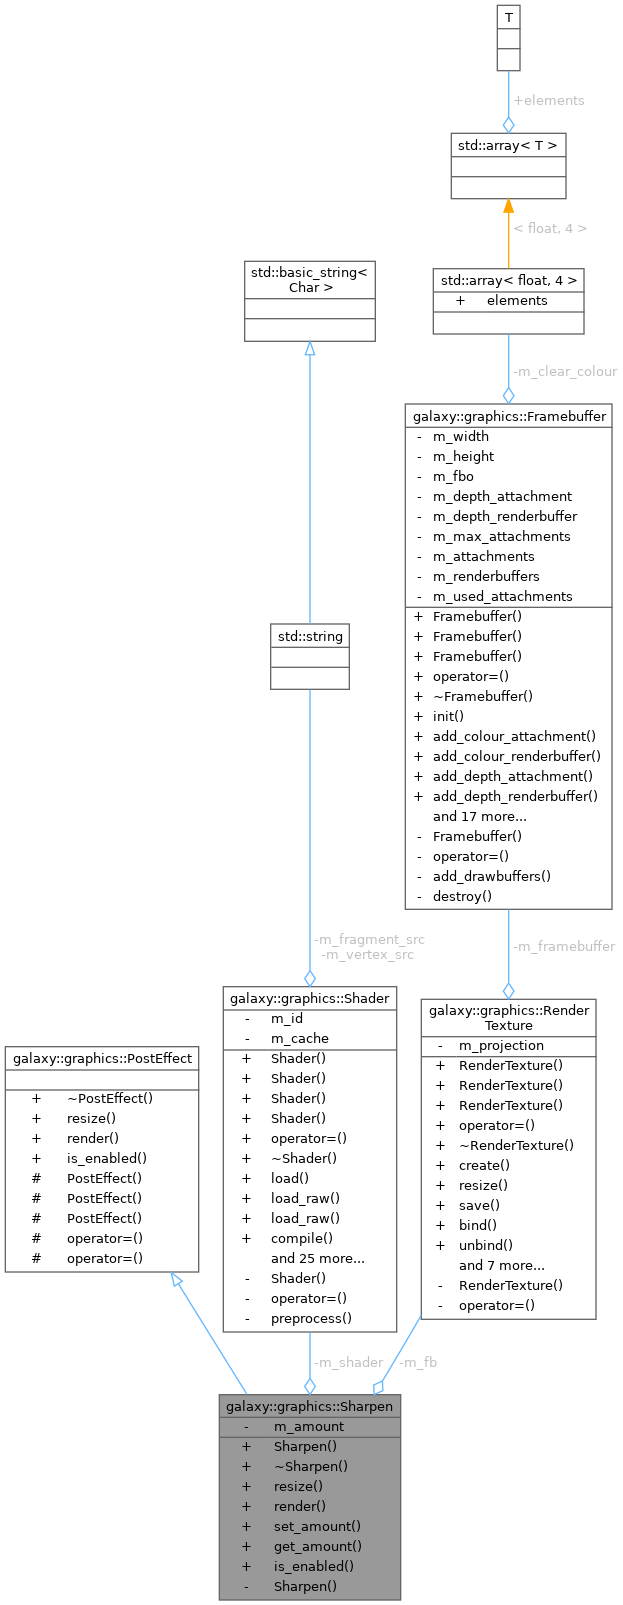 T
+elements
std::array< T >
< float, 4 >
std::basic_string<
Char >
std::array< float, 4 >
+ elements
-m_clear_colour
galaxy::graphics::Framebuffer
- m_width
- m_height
- m_fbo
- m_depth_attachment
- m_depth_renderbuffer
- m_max_attachments
- m_attachments
- m_renderbuffers
- m_used_attachments
+ Framebuffer()
+ Framebuffer()
+ Framebuffer()
+ operator=()
+ ~Framebuffer()
+ init()
+ add_colour_attachment()
+ add_colour_renderbuffer()
+ add_depth_attachment()
+ add_depth_renderbuffer()
and 17 more...
- Framebuffer()
- operator=()
- add_drawbuffers()
- destroy()
std::string
-m_fragment_src
-m_vertex_src
-m_framebuffer
galaxy::graphics::Shader
- m_id
- m_cache
+ Shader()
+ Shader()
+ Shader()
+ Shader()
+ operator=()
+ ~Shader()
+ load()
+ load_raw()
+ load_raw()
+ compile()
and 25 more...
- Shader()
- operator=()
- preprocess()
galaxy::graphics::Render
Texture
- m_projection
+ RenderTexture()
+ RenderTexture()
+ RenderTexture()
+ operator=()
+ ~RenderTexture()
+ create()
+ resize()
+ save()
+ bind()
+ unbind()
and 7 more...
- RenderTexture()
- operator=()
galaxy::graphics::PostEffect
+ ~PostEffect()
+ resize()
+ render()
+ is_enabled()
# PostEffect()
# PostEffect()
# PostEffect()
# operator=()
# operator=()
-m_shader
-m_fb
galaxy::graphics::Sharpen
- m_amount
+ Sharpen()
+ ~Sharpen()
+ resize()
+ render()
+ set_amount()
+ get_amount()
+ is_enabled()
- Sharpen()